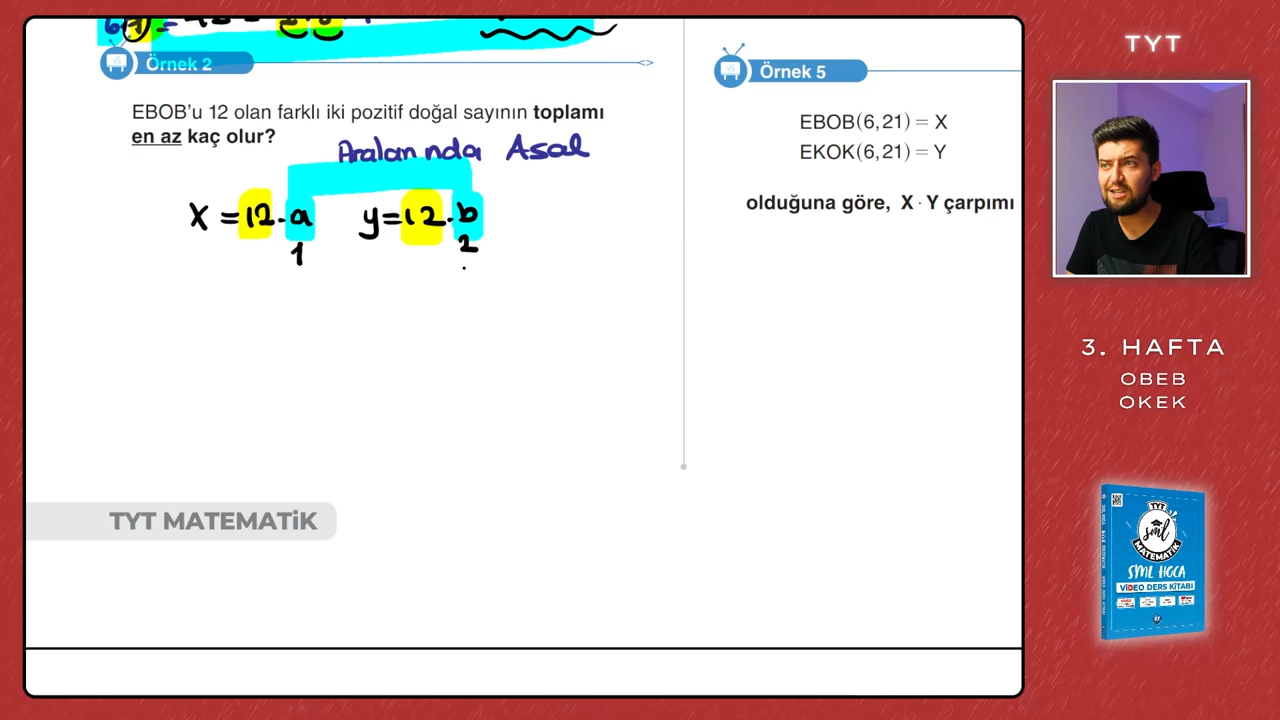 Örnek 2
EBOB'u 12 olan farklı iki pozitif doğal sayının toplamı
en az kaç olur?
Aralarında Asal
x = 12.a y = 12.b
1 2
TYT MATEMATiK
Örnek 5
EBOB(6,21) = X
EKOK(6,21) = Y
olduğuna göre, X · Y çarpımı
TYT
3. HAFTA
OBEB
OKEK
TYT
sml
MATEMATİK
SML HOCA
VİDEO DERS KİTABI